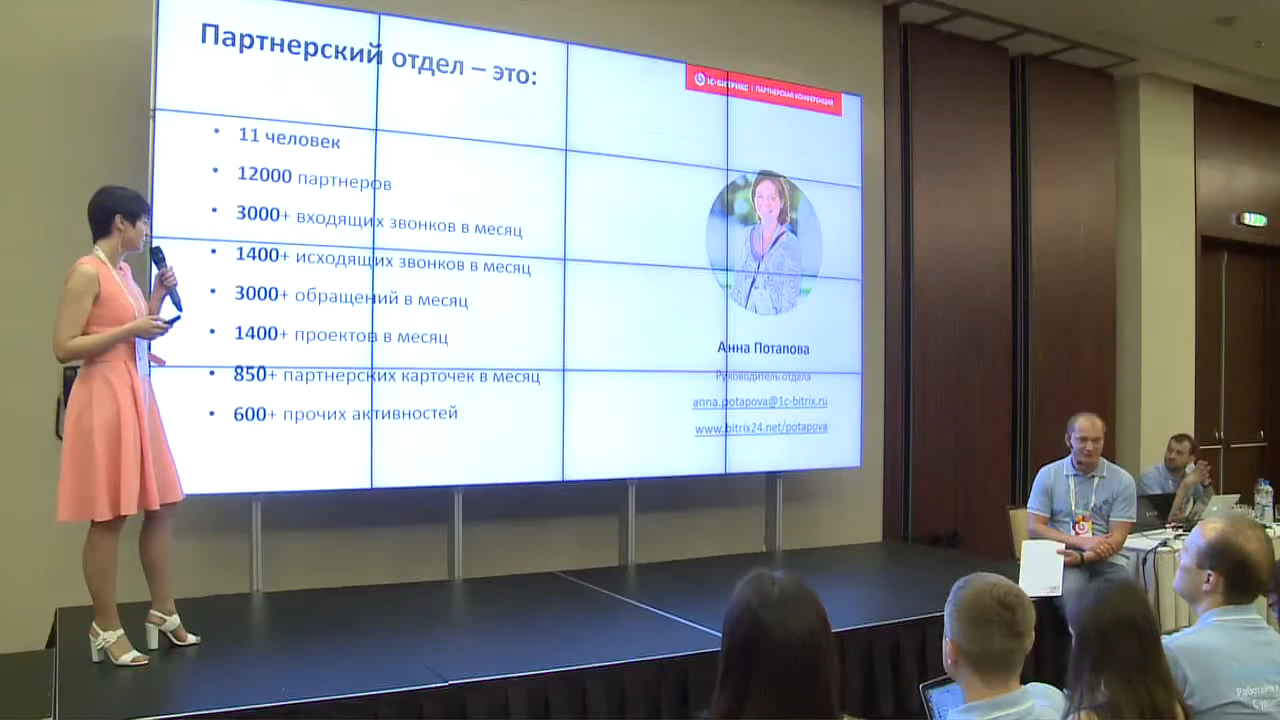 Партнерский отдел – это:
1С-БИТРИКС | ПАРТНЕРСКАЯ КОНФЕРЕНЦИЯ
• 11 человек
• 12000 партнеров
• 3000+ входящих звонков в месяц
• 1400+ исходящих звонков в месяц
• 3000+ обращений в месяц
• 1400+ проектов в месяц
• 850+ партнерских карточек в месяц
• 600+ прочих активностей
Анна Потапова
Руководитель отдела
anna.potapova@1c-bitrix.ru
www.bitrix24.net/potapova